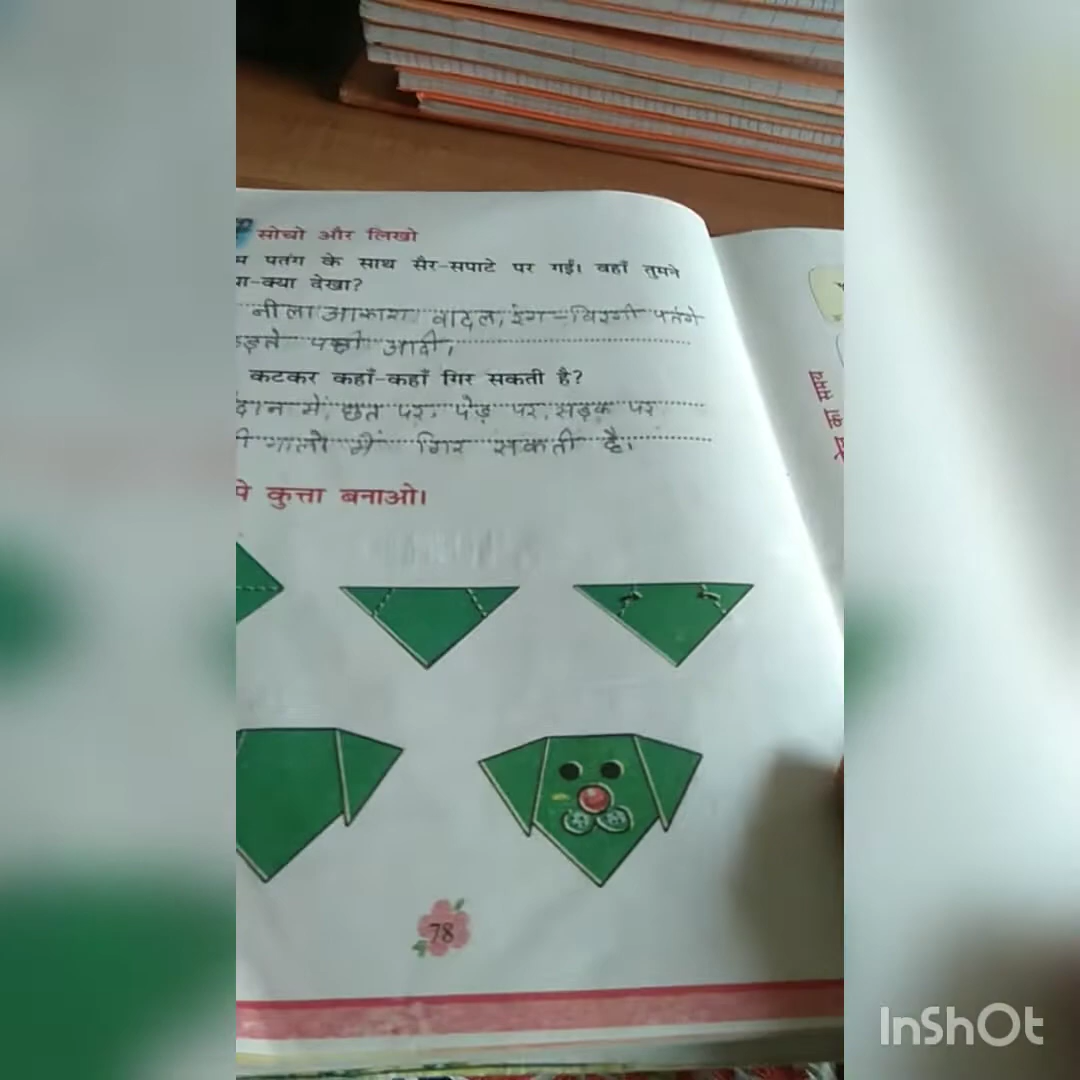 सोचो और लिखो
पतंग के साथ सैर-सपाटे पर गईं। वहाँ तुमने
-क्या देखा?
नीला आकाश, बादल, रंग-बिरंगी पतंगे
पक्षी आदी,
कटकर कहाँ-कहाँ गिर सकती है?
में, छत पर, पेड़ पर, सड़क पर
में गिर सकती है।
कुत्ता बनाओ।
78
InShOt